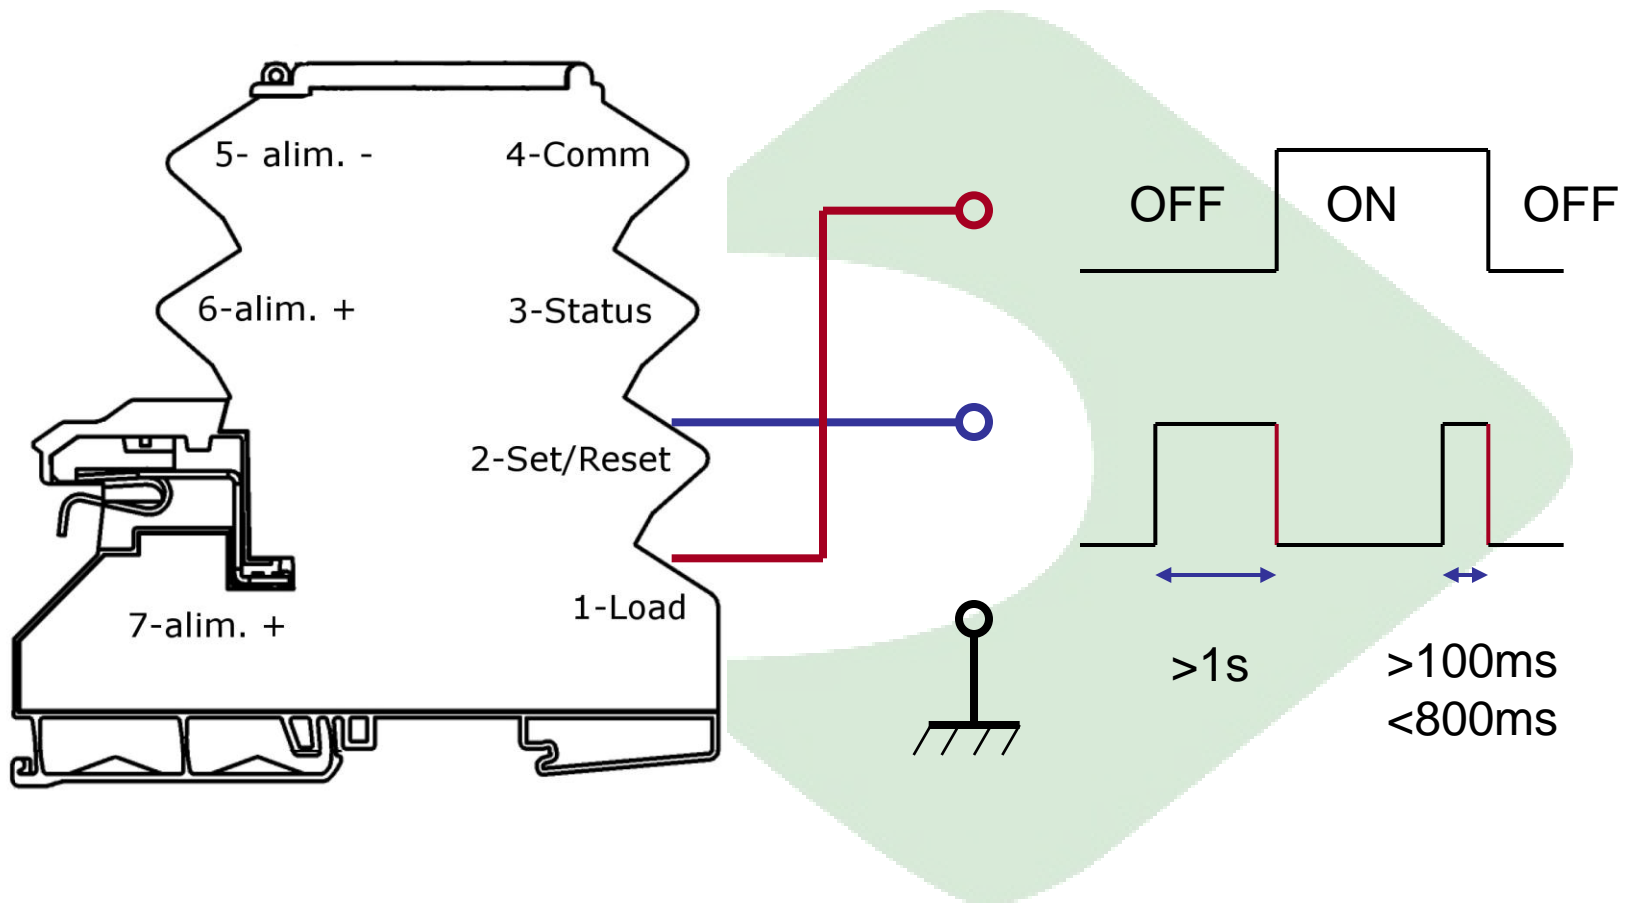 5- alim. -
4-Comm
6-alim. +
3-Status
2-Set/Reset
1-Load
7-alim. +
OFF
ON
OFF
>1s
>100ms
<800ms